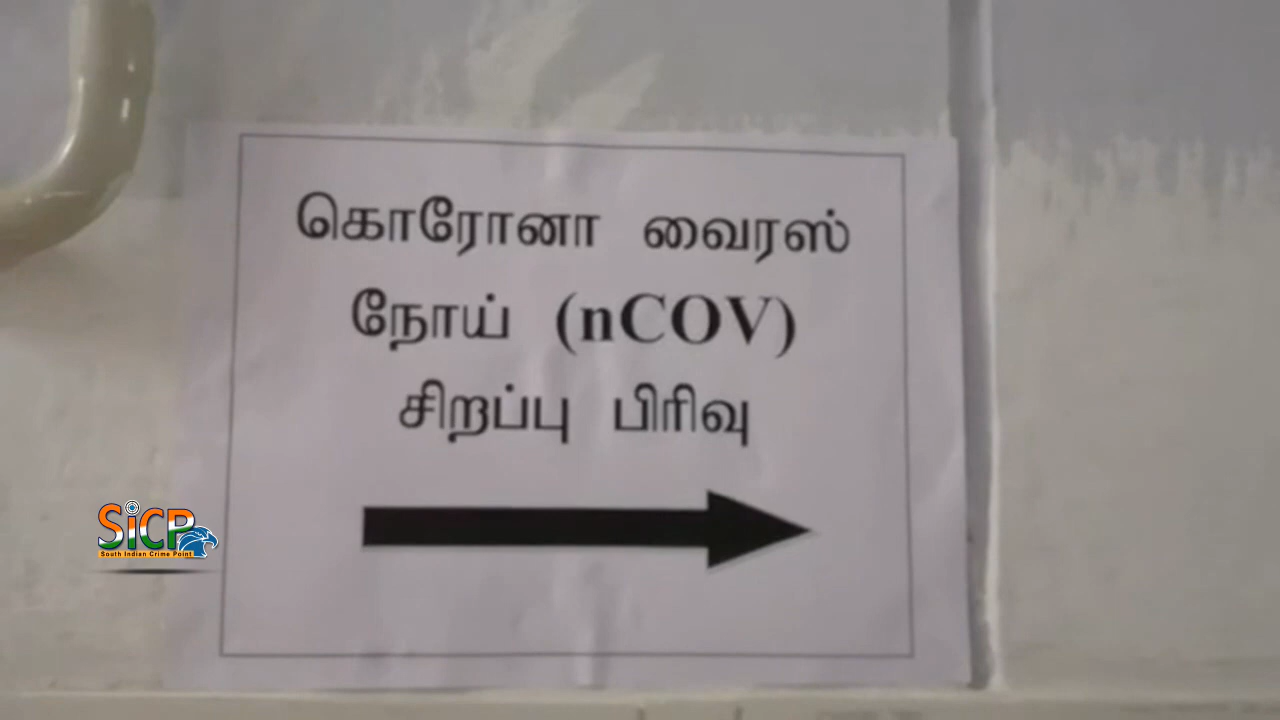 கொரோனா வைரஸ்
நோய் (nCOV)
சிறப்பு பிரிவு
SiCP
South Indian Crime Point